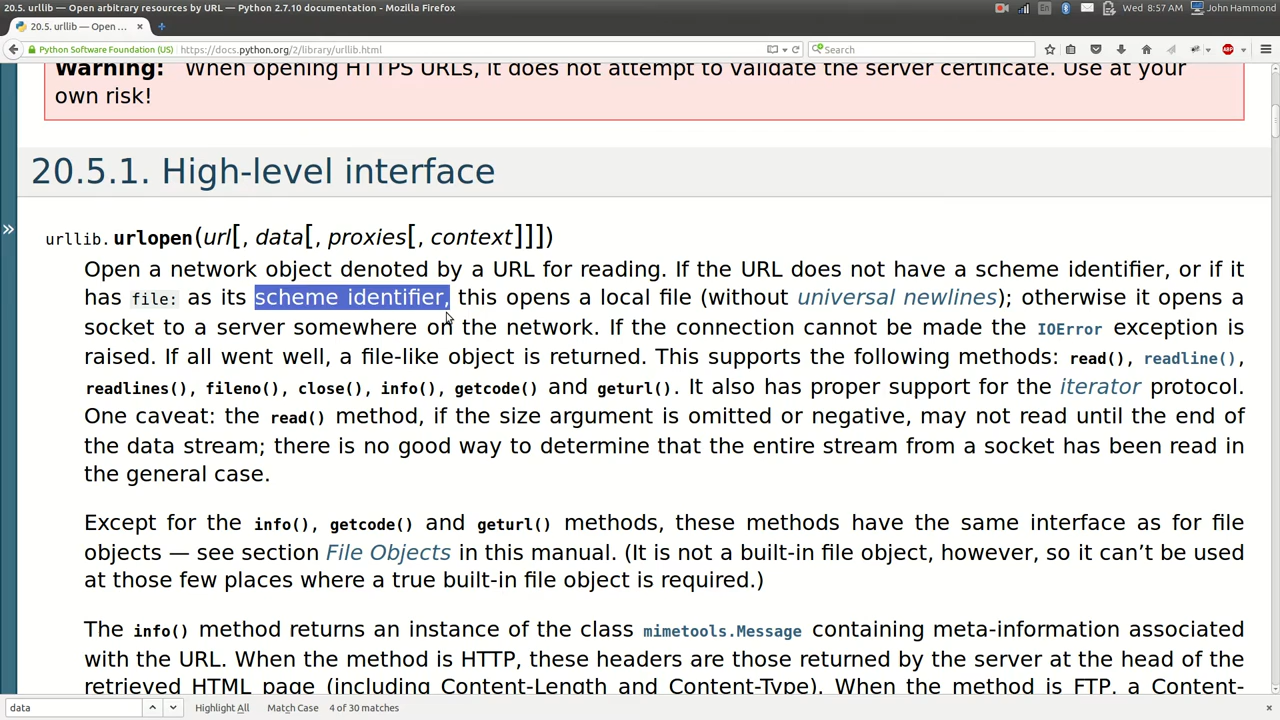 20.5. urllib — Open arbitrary resources by URL — Python 2.7.10 documentation - Mozilla Firefox
En
Wed 8:57 AM
John Hammond
20.5. urllib — Open ... × +
Python Software Foundation (US)
https://docs.python.org/2/library/urllib.html
Search
ABP
Warning: When opening HTTPS URLs, it does not attempt to validate the server certificate. Use at your
own risk!
20.5.1. High-level interface
»
urllib.urlopen(url[, data[, proxies[, context]]])
Open a network object denoted by a URL for reading. If the URL does not have a scheme identifier, or if it
has file: as its scheme identifier, this opens a local file (without universal newlines); otherwise it opens a
socket to a server somewhere on the network. If the connection cannot be made the IOError exception is
raised. If all went well, a file-like object is returned. This supports the following methods: read(), readline(),
readlines(), fileno(), close(), info(), getcode() and geturl(). It also has proper support for the iterator protocol.
One caveat: the read() method, if the size argument is omitted or negative, may not read until the end of
the data stream; there is no good way to determine that the entire stream from a socket has been read in
the general case.
Except for the info(), getcode() and geturl() methods, these methods have the same interface as for file
objects — see section File Objects in this manual. (It is not a built-in file object, however, so it can’t be used
at those few places where a true built-in file object is required.)
The info() method returns an instance of the class mimetools.Message containing meta-information associated
with the URL. When the method is HTTP, these headers are those returned by the server at the head of the
retrieved HTML page (including Content-Length and Content-Type). When the method is FTP, a Content-
data
Highlight All
Match Case
4 of 30 matches
×